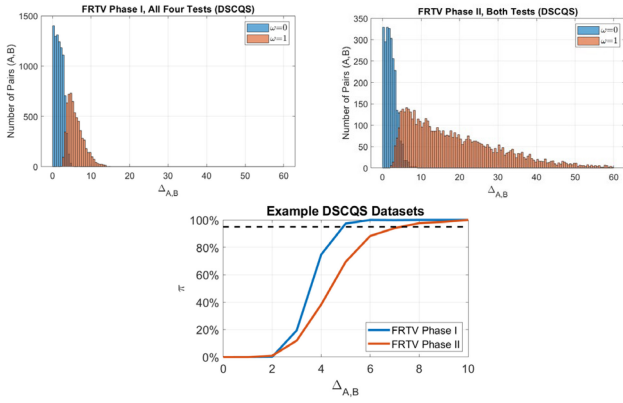 FRTV Phase I, All Four Tests (DSCQS)
1500
1000
500
0
Number of Pairs (A,B)
ω=0
ω=1
0 10 20 30 40 50 60
Δ_A,B
FRTV Phase II, Both Tests (DSCQS)
350
300
250
200
150
100
50
0
Number of Pairs (A,B)
ω=0
ω=1
0 10 20 30 40 50 60
Δ_A,B
Example DSCQS Datasets
100%
80%
60%
40%
20%
0%
π
FRTV Phase I
FRTV Phase II
0 2 4 6 8 10
Δ_A,B